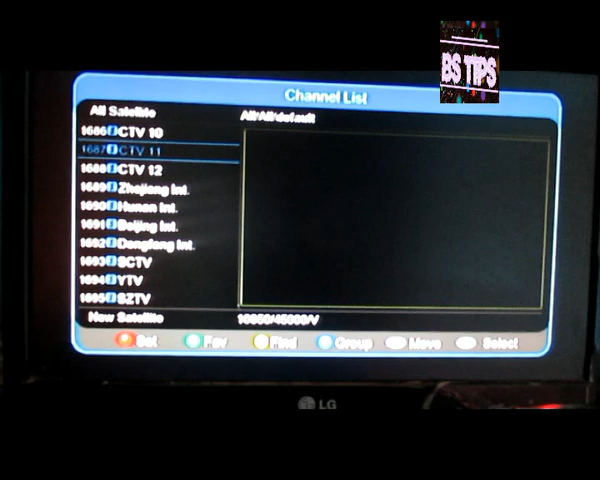 BS TIPS
Channel List
All Satellite
All/All/default
1686 CTV 10
1687 CTV 11
1688 CTV 12
1689 Zhejiang Int.
1690 Hunan Int.
1691 Beijing Int.
1692 Dongfang Int.
1693 SCTV
1694 YTV
1695 SZTV
New Satellite
10850/45000/V
Sat Fav Find Group Move Select
LG